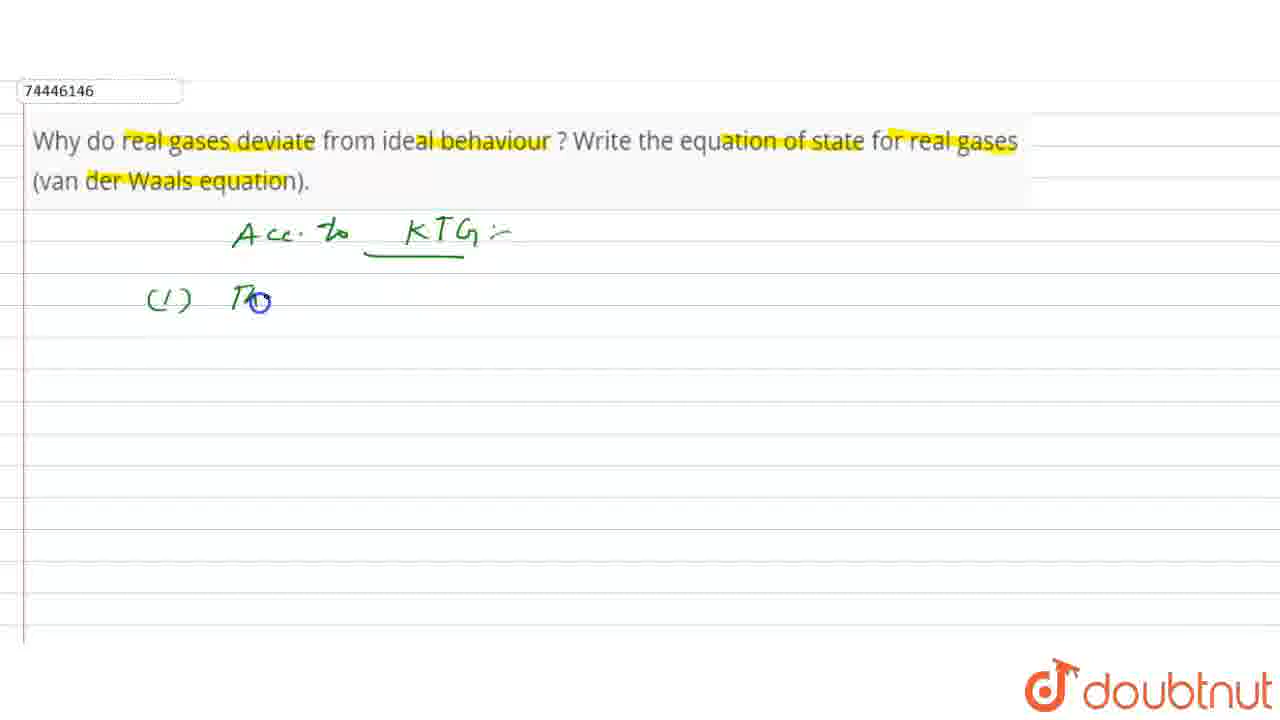 74446146
Why do real gases deviate from ideal behaviour ? Write the equation of state for real gases
(van der Waals equation).
Acc. to KTG :-
(1) Th
doubtnut